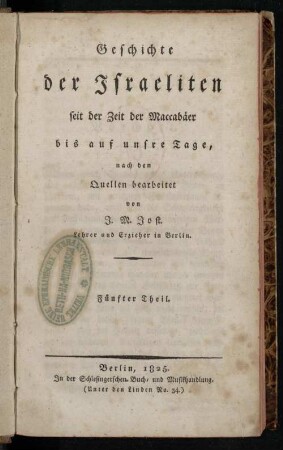 Geschichte
der Israeliten
seit der Zeit der Maccabäer
bis auf unsre Tage,
nach den
Quellen bearbeitet
von
J. M. Jost.
Lehrer und Erzieher in Berlin.
Fünfter Theil.
Berlin, 1825.
In der Schlesingerschen Buch- und Musikhandlung.
(Unter den Linden No. 34.)